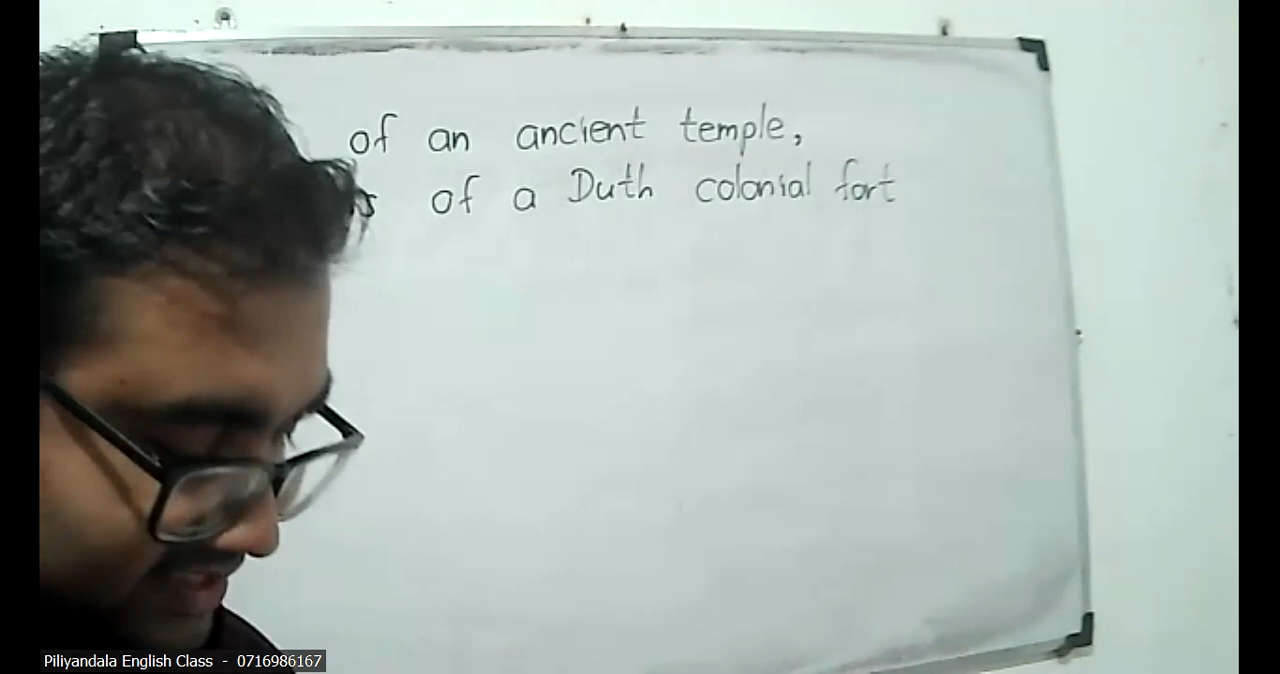 of an ancient temple,
of a Duth colonial fort
Piliyandala English Class - 0716986167